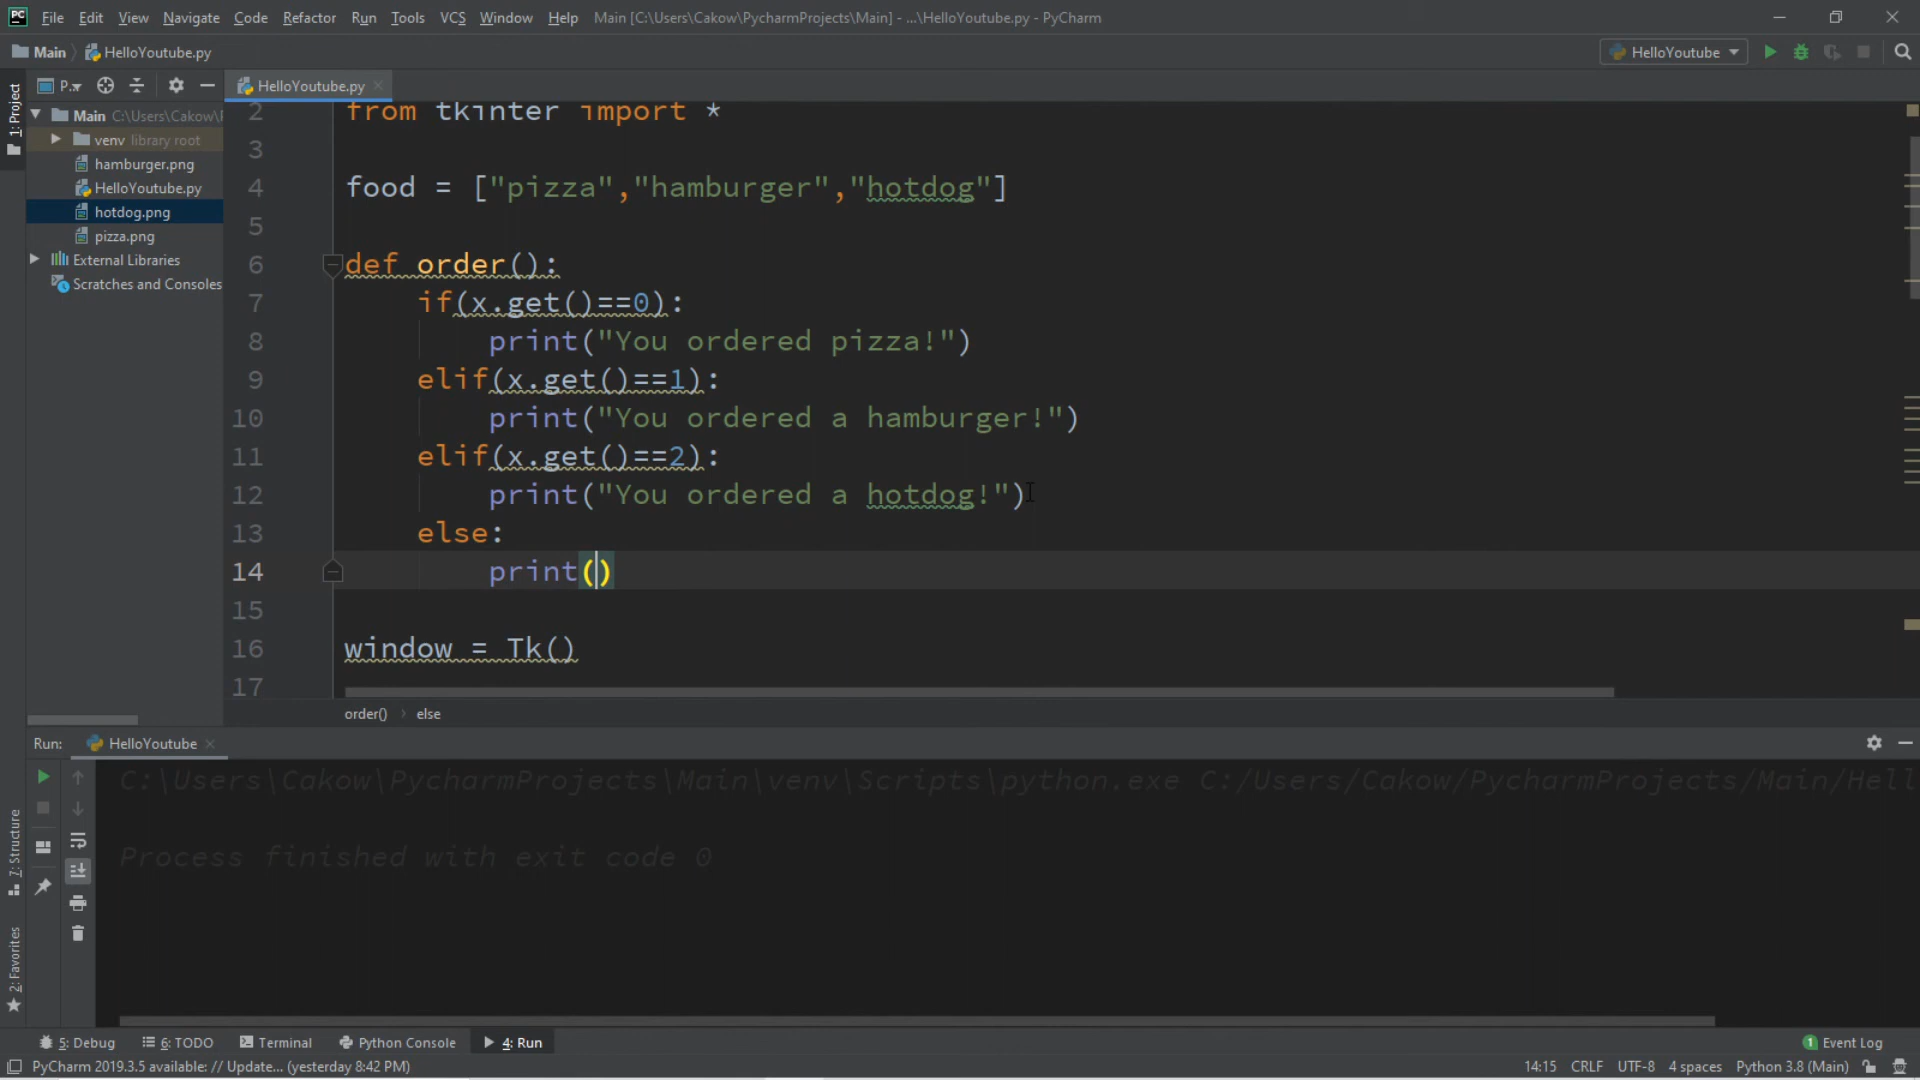 PC File Edit View Navigate Code Refactor Run Tools VCS Window Help Main [C:\Users\Cakow\PycharmProjects\Main] - ...\HelloYoutube.py - PyCharm
Main HelloYoutube.py HelloYoutube
P.. HelloYoutube.py
1: Project
Main C:\Users\Cakow\
venv library root
hamburger.png
HelloYoutube.py
hotdog.png
pizza.png
External Libraries
Scratches and Consoles
2 from tkinter import *
3
4 food = ["pizza","hamburger","hotdog"]
5
6 def order():
7 if(x.get()==0):
8 print("You ordered pizza!")
9 elif(x.get()==1):
10 print("You ordered a hamburger!")
11 elif(x.get()==2):
12 print("You ordered a hotdog!")
13 else:
14 print()
15
16 window = Tk()
17
order() › else
Run: HelloYoutube
C:\Users\Cakow\PycharmProjects\Main\venv\Scripts\python.exe C:/Users/Cakow/PycharmProjects/Main/Hell
Process finished with exit code 0
7: Structure
2: Favorites
5: Debug 6: TODO Terminal Python Console 4: Run 1 Event Log
PyCharm 2019.3.5 available: // Update... (yesterday 8:42 PM) 14:15 CRLF UTF-8 4 spaces Python 3.8 (Main)